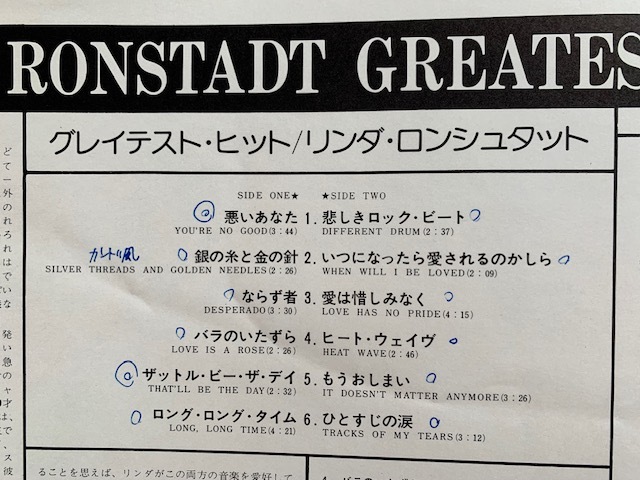 RONSTADT GREATES
グレイテスト・ヒット/リンダ・ロンシュタット
SIDE ONE★ ★SIDE TWO
悪いあなた 1. 悲しきロック・ビート
YOU'RE NO GOOD(3:44) DIFFERENT DRUM(2:37)
銀の糸と金の針 2. いつになったら愛されるのかしら
SILVER THREADS AND GOLDEN NEEDLES(2:26) WHEN WILL I BE LOVED(2:09)
ならず者 3. 愛は惜しみなく
DESPERADO(3:30) LOVE HAS NO PRIDE(4:15)
バラのいたずら 4. ヒート・ウェイヴ
LOVE IS A ROSE(2:26) HEAT WAVE(2:46)
ザットル・ビー・ザ・デイ 5. もうおしまい
THAT'LL BE THE DAY(2:32) IT DOESN'T MATTER ANYMORE(3:26)
ロング・ロング・タイム 6. ひとすじの涙
LONG, LONG TIME(4:21) TRACKS OF MY TEARS(3:12)
ることを思えば、リンダがこの両方の音楽を愛好して